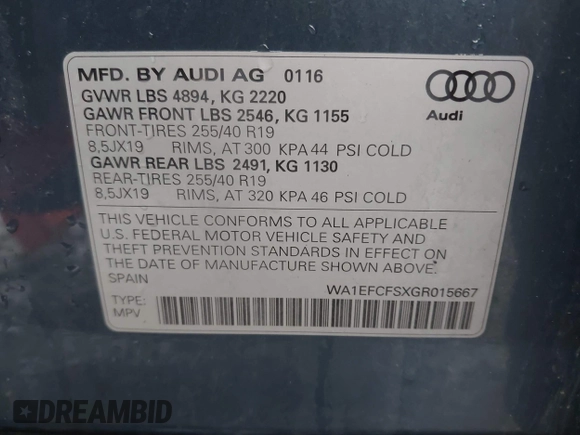 MFD. BY AUDI AG 0116
GVWR LBS 4894, KG 2220
GAWR FRONT LBS 2546, KG 1155
FRONT-TIRES 255/40 R19
8,5JX19 RIMS, AT 300 KPA 44 PSI COLD
GAWR REAR LBS 2491, KG 1130
REAR-TIRES 255/40 R19
8,5JX19 RIMS, AT 320 KPA 46 PSI COLD
Audi
THIS VEHICLE CONFORMS TO ALL APPLICABLE
U.S. FEDERAL MOTOR VEHICLE SAFETY AND
THEFT PREVENTION STANDARDS IN EFFECT ON
THE DATE OF MANUFACTURE SHOWN ABOVE.
SPAIN
WA1EFCFSXGR015667
TYPE:
MPV
DREAMBID